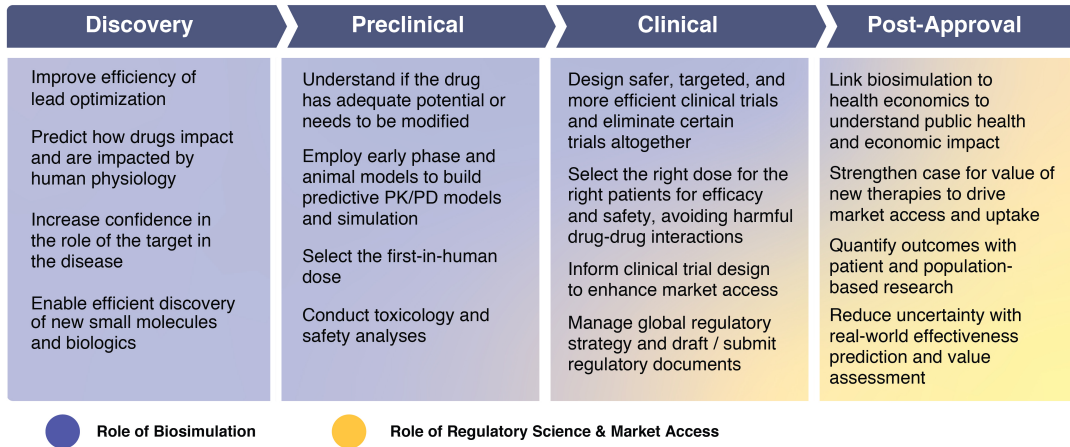 Discovery
Preclinical
Clinical
Post-Approval
Improve efficiency of
lead optimization
Predict how drugs impact
and are impacted by
human physiology
Increase confidence in
the role of the target in
the disease
Enable efficient discovery
of new small molecules
and biologics
Understand if the drug
has adequate potential or
needs to be modified
Employ early phase and
animal models to build
predictive PK/PD models
and simulation
Select the first-in-human
dose
Conduct toxicology and
safety analyses
Design safer, targeted, and
more efficient clinical trials
and eliminate certain
trials altogether
Select the right dose for the
right patients for efficacy
and safety, avoiding harmful
drug-drug interactions
Inform clinical trial design
to enhance market access
Manage global regulatory
strategy and draft / submit
regulatory documents
Link biosimulation to
health economics to
understand public health
and economic impact
Strengthen case for value of
new therapies to drive
market access and uptake
Quantify outcomes with
patient and population-
based research
Reduce uncertainty with
real-world effectiveness
prediction and value
assessment
Role of Biosimulation
Role of Regulatory Science & Market Access